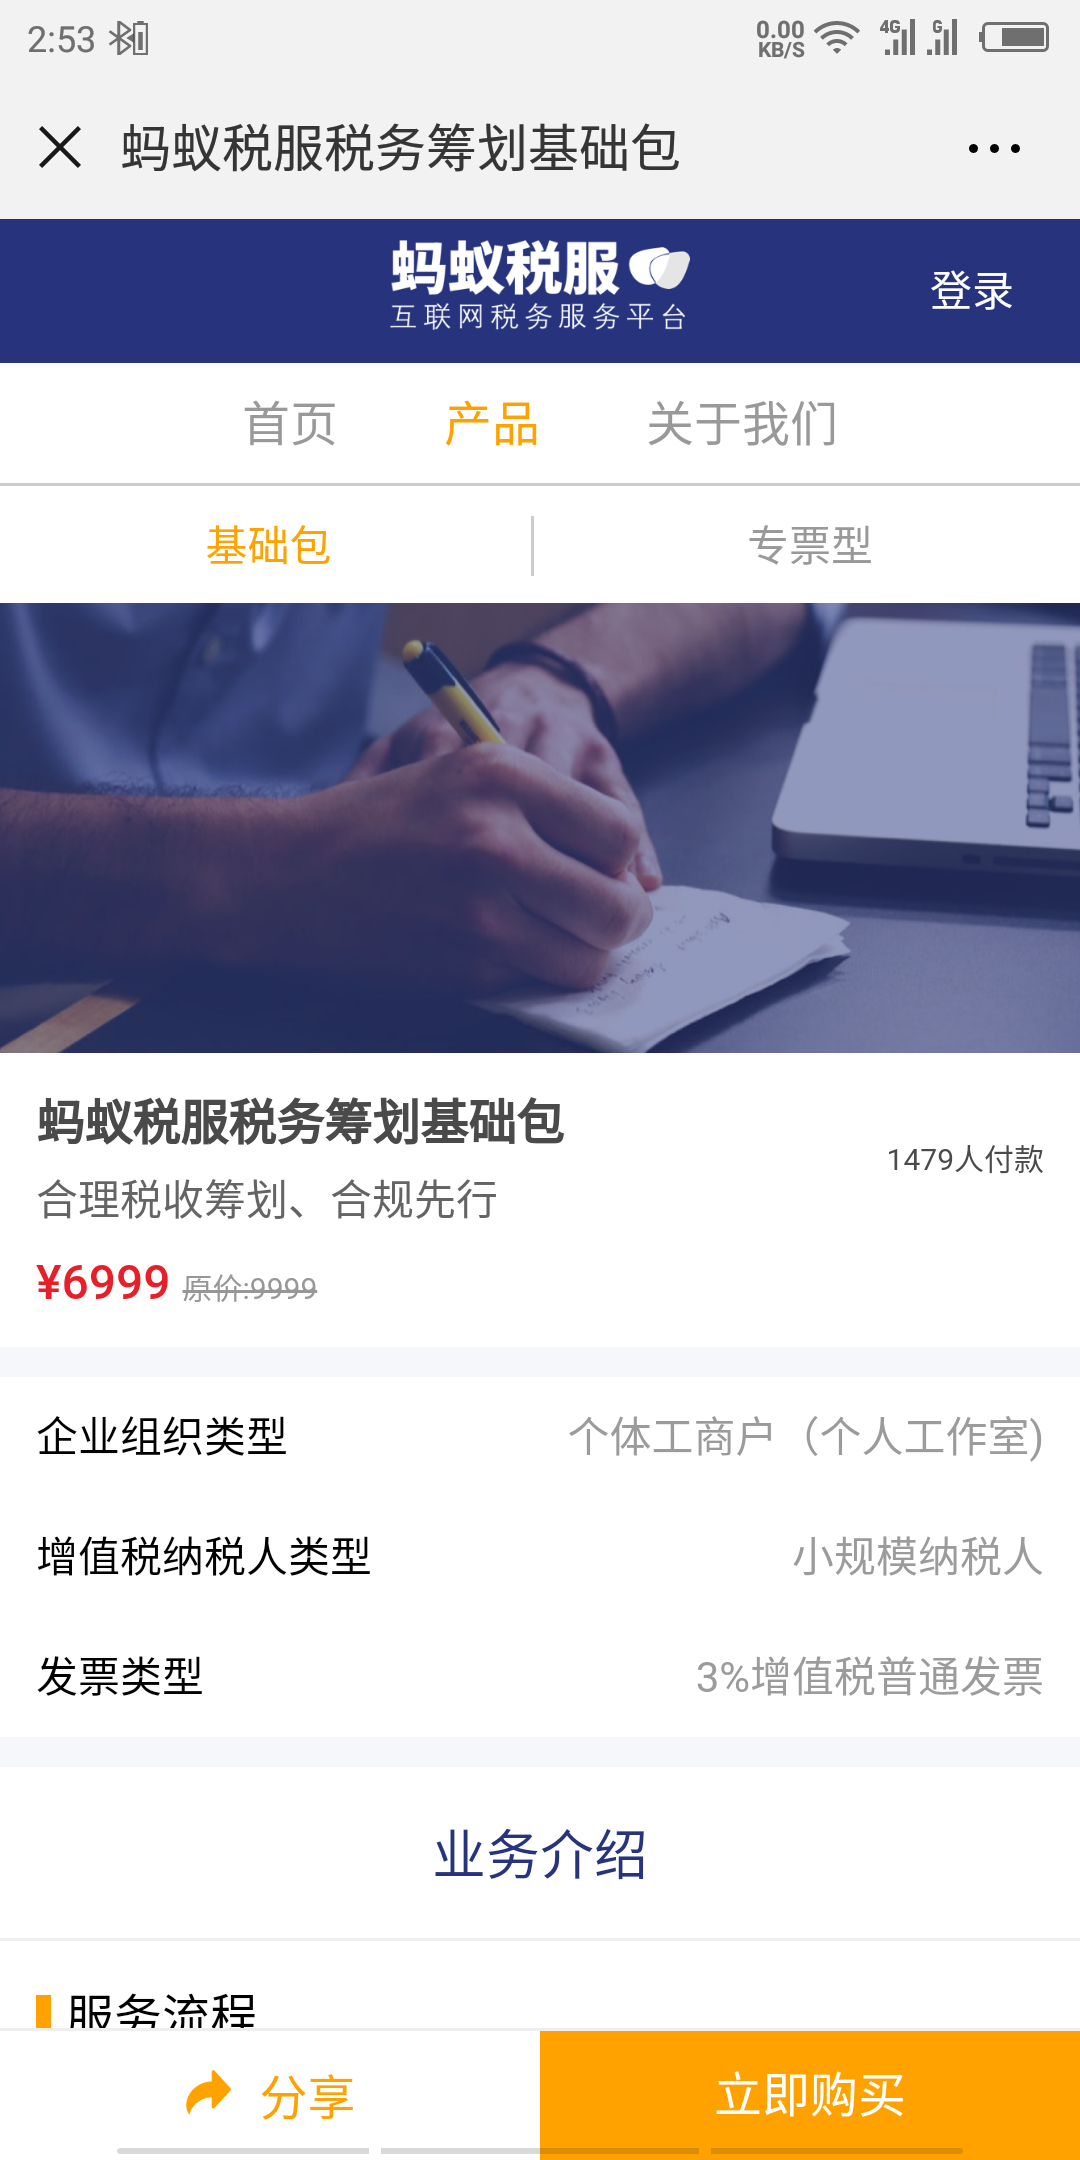 2:53
0.00
KB/S
4G
G
蚂蚁税服税务筹划基础包
蚂蚁税服
互联网税务服务平台
登录
首页
产品
关于我们
基础包
专票型
蚂蚁税服税务筹划基础包
1479人付款
合理税收筹划、合规先行
¥6999 原价:9999
企业组织类型
个体工商户（个人工作室)
增值税纳税人类型
小规模纳税人
发票类型
3%增值税普通发票
业务介绍
服务流程
分享
立即购买